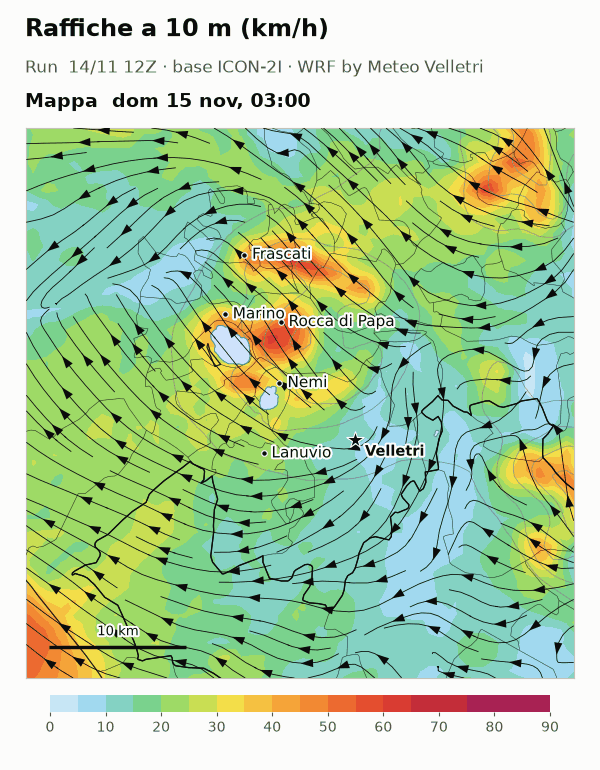 Raffiche a 10 m (km/h)
Run  14/11 12Z · base ICON-2I · WRF by Meteo Velletri
Mappa  dom 15 nov, 03:00
Frascati
Marino
Rocca di Papa
Nemi
Velletri
Lanuvio
10 km
0 10 20 30 40 50 60 70 80 90